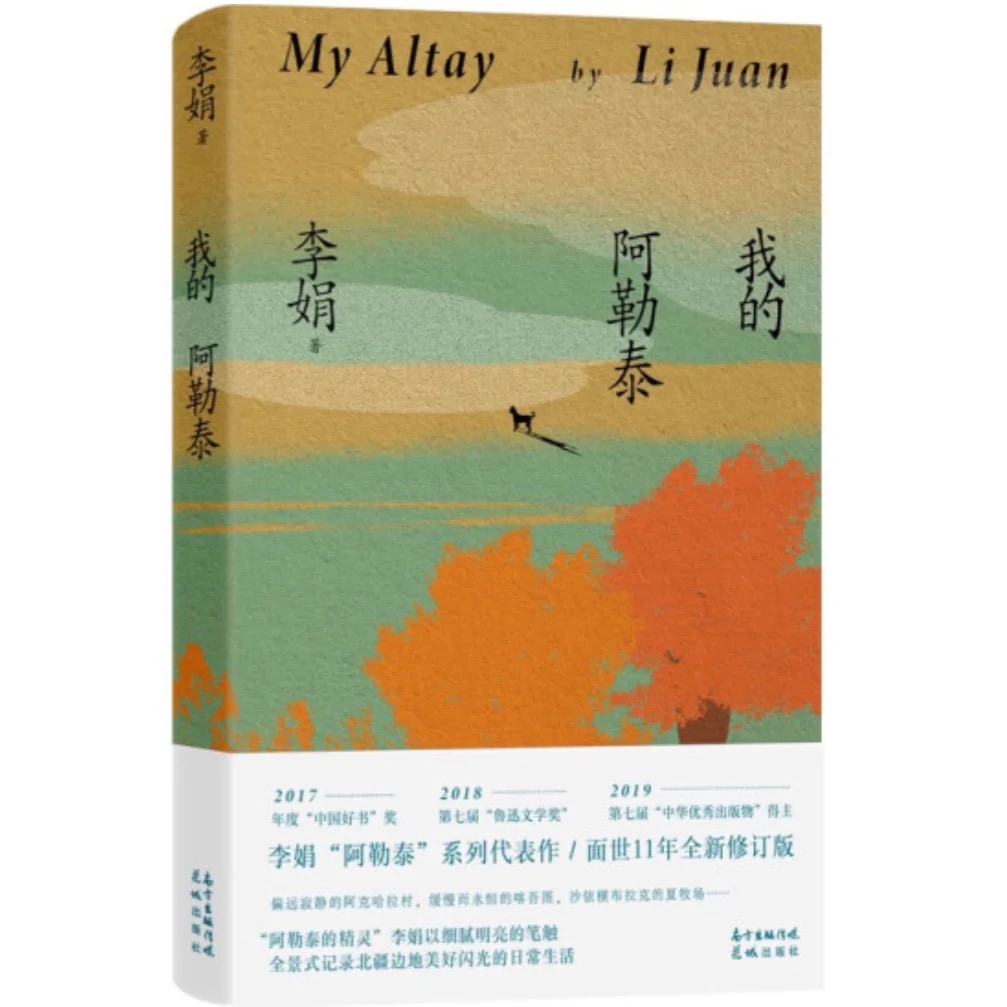 My Altay by Li Juan
李娟 著
我的 阿勒泰
我的
阿勒泰
李娟 著
2017
年度“中国好书”奖
2018
第七届“鲁迅文学奖”
2019
第七届“中华优秀出版物”得主
李娟“阿勒泰”系列代表作 / 面世11年全新修订版
偏远寂静的阿克哈拉村，缓慢而永恒的喀吾图，沙依横布拉克的夏牧场……
“阿勒泰的精灵”李娟以细腻明亮的笔触
全景式记录北疆边地美好闪光的日常生活
南方出版传媒
花城出版社
南方出版传媒
花城出版社